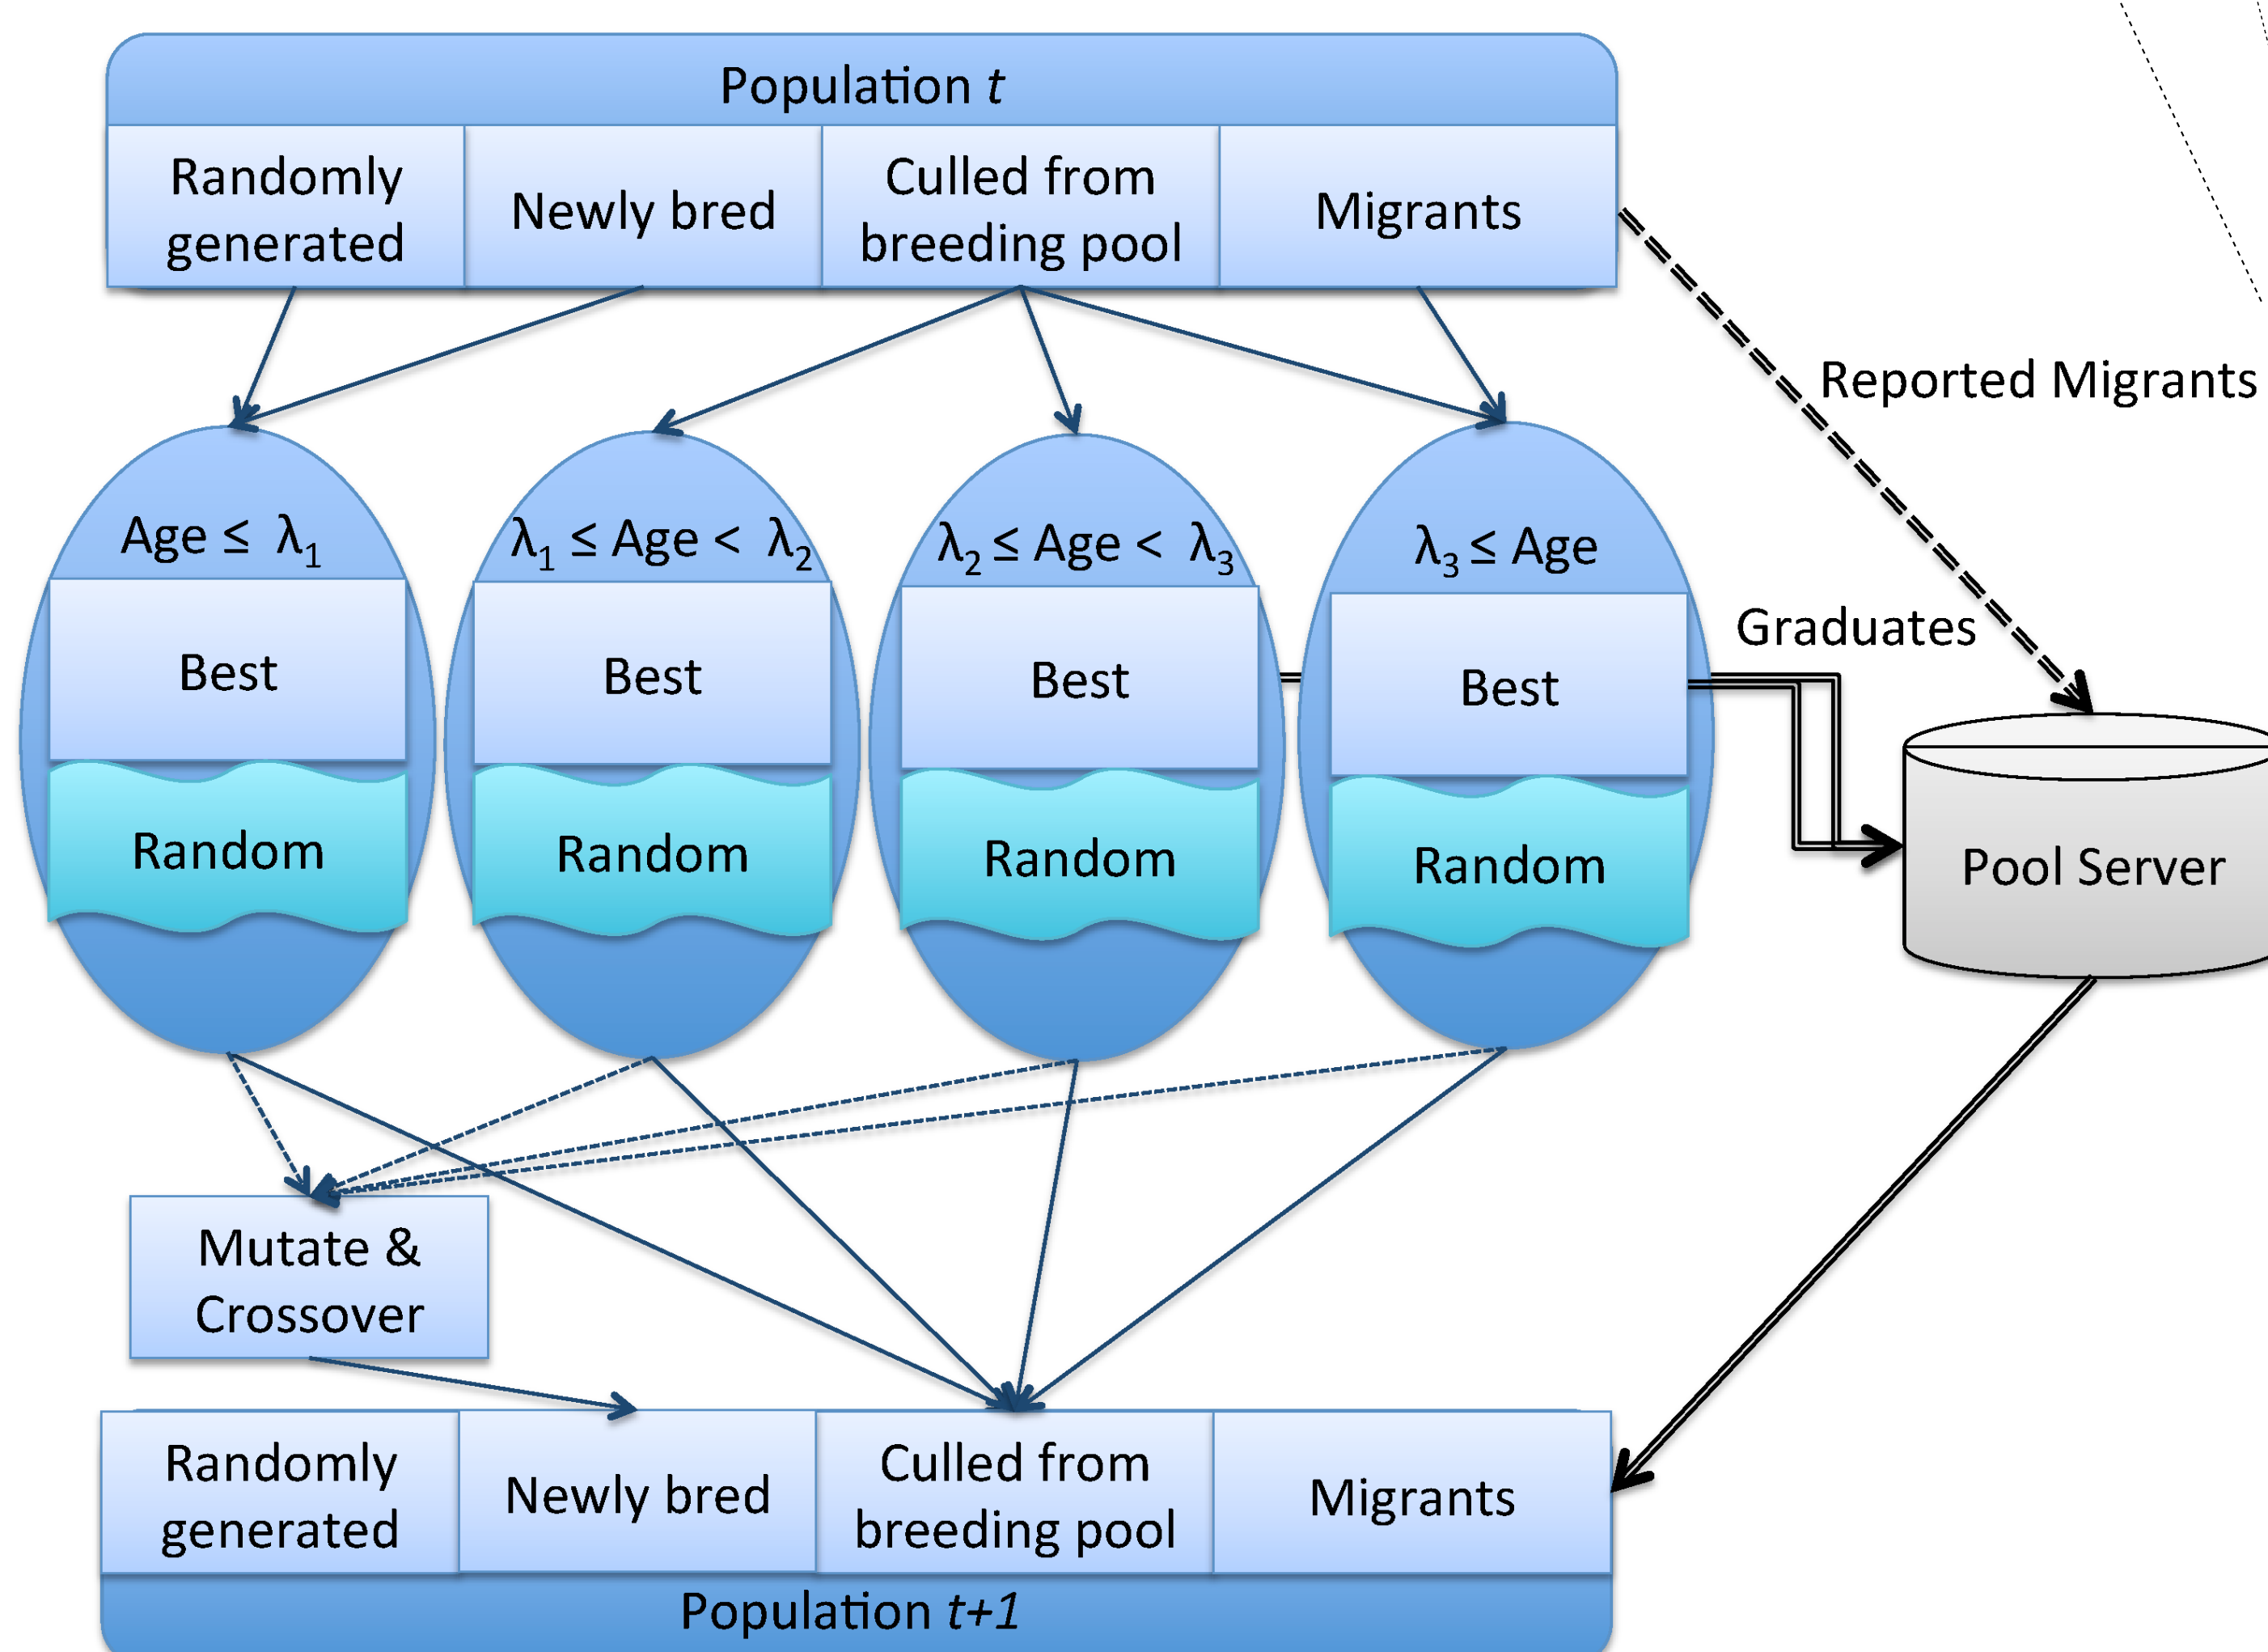 Population t
Randomly
generated
Newly bred
Culled from
breeding pool
Migrants
Reported Migrants
Age ≤ λ₁
λ₁ ≤ Age < λ₂
λ₂ ≤ Age < λ₃
λ₃ ≤ Age
Graduates
Best
Best
Best
Best
Random
Random
Random
Random
Pool Server
Mutate &
Crossover
Randomly
generated
Newly bred
Culled from
breeding pool
Migrants
Population t+1